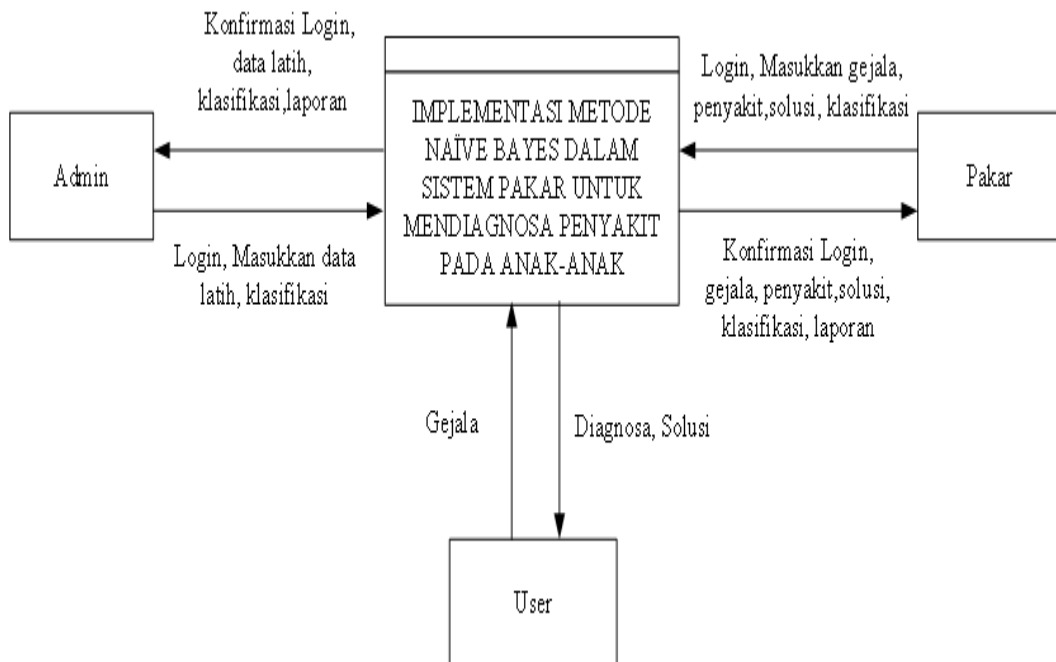 Konfirmasi Login,
data latih,
klasifikasi,laporan
Admin
Login, Masukkan data
latih, klasifikasi
IMPLEMENTASI METODE
NAÏVE BAYES DALAM
SISTEM PAKAR UNTUK
MENDIAGNOSA PENYAKIT
PADA ANAK-ANAK
Login, Masukkan gejala,
penyakit,solusi, klasifikasi
Pakar
Konfirmasi Login,
gejala, penyakit,solusi,
klasifikasi, laporan
Gejala
Diagnosa, Solusi
User